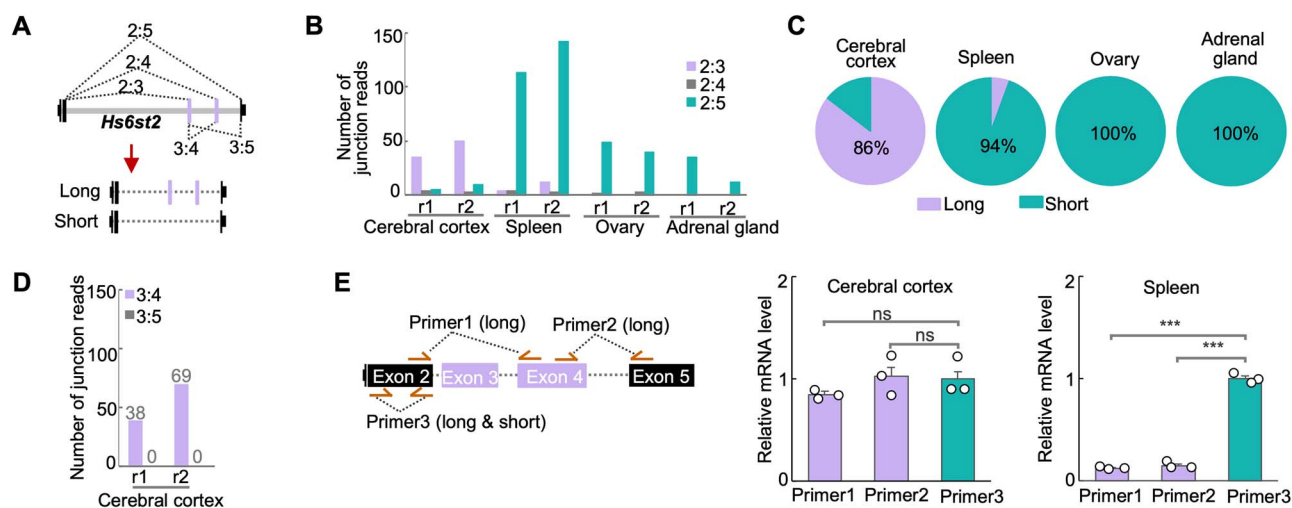 A
2:5
2:4
2:3
Hs6st2
3:4
3:5
Long
Short
B
Number of
junction reads
150
100
50
0
2:3
2:4
2:5
r1
r2
r1
r2
r1
r2
r1
r2
Cerebral cortex
Spleen
Ovary
Adrenal gland
C
Cerebral
cortex
Spleen
Ovary
Adrenal
gland
86%
94%
100%
100%
Long
Short
D
Number of junction reads
150
100
50
0
3:4
3:5
38
0
69
0
r1
r2
Cerebral cortex
E
Primer1 (long)
Primer2 (long)
Exon 2
Exon 3
Exon 4
Exon 5
Primer3 (long & short)
Relative mRNA level
2
1
0
Cerebral cortex
ns
ns
Primer1
Primer2
Primer3
Relative mRNA level
2
1
0
Spleen
***
***
Primer1
Primer2
Primer3